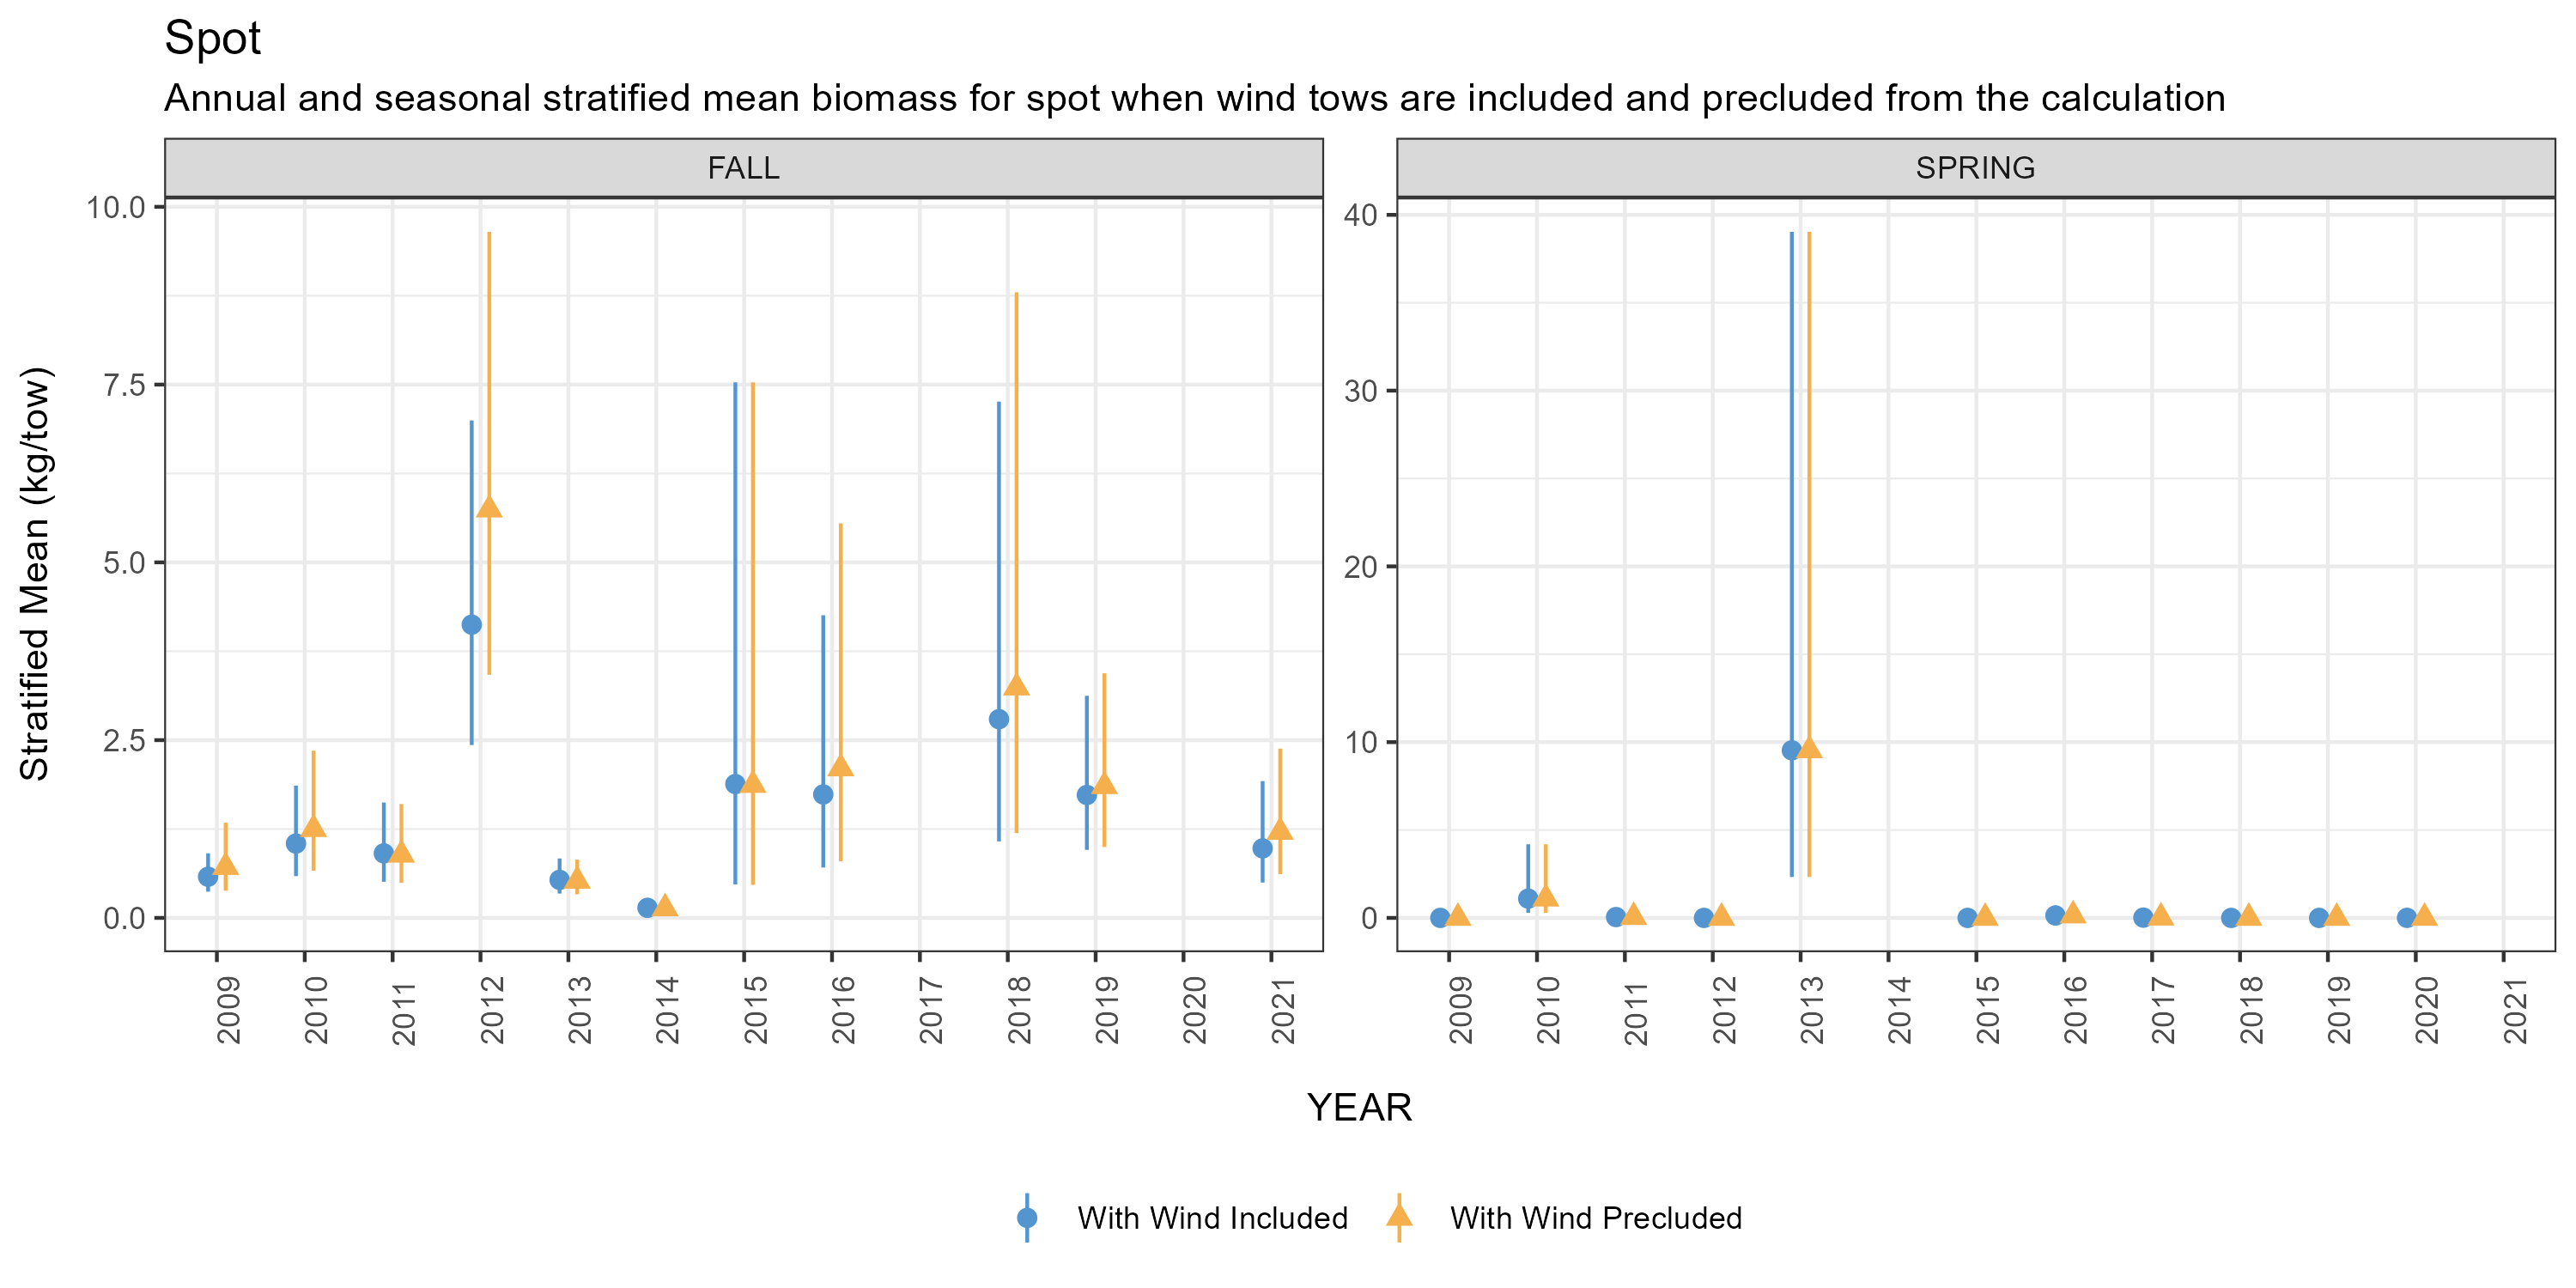 Spot
Annual and seasonal stratified mean biomass for spot when wind tows are included and precluded from the calculation
FALL
SPRING
Stratified Mean (kg/tow)
10.0
7.5
5.0
2.5
0.0
40
30
20
10
0
2009 2010 2011 2012 2013 2014 2015 2016 2017 2018 2019 2020 2021
2009 2010 2011 2012 2013 2014 2015 2016 2017 2018 2019 2020 2021
YEAR
With Wind Included
With Wind Precluded